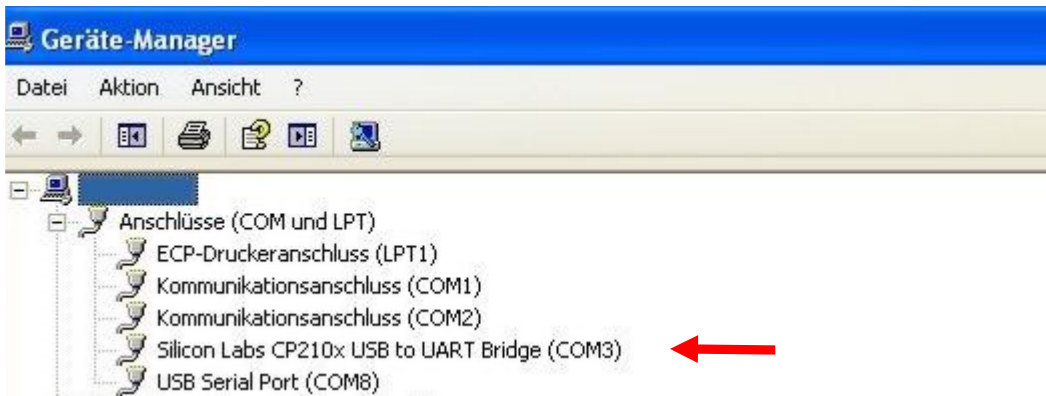 Geräte-Manager
Datei Aktion Ansicht ?
Anschlüsse (COM und LPT)
ECP-Druckeranschluss (LPT1)
Kommunikationsanschluss (COM1)
Kommunikationsanschluss (COM2)
Silicon Labs CP210x USB to UART Bridge (COM3)
USB Serial Port (COM8)